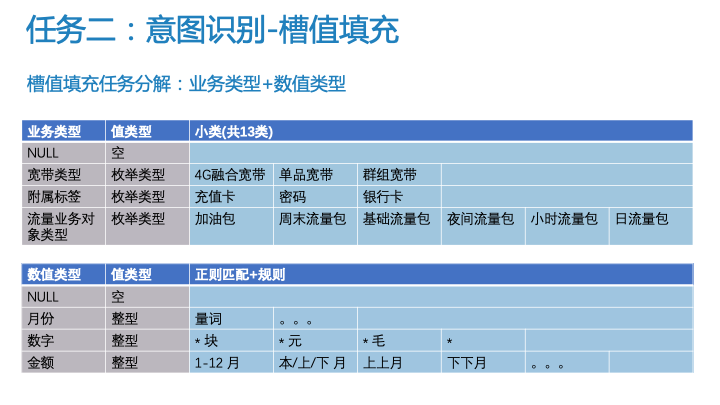 任务二：意图识别-槽值填充
槽值填充任务分解：业务类型+数值类型
业务类型 值类型 小类(共13类)
NULL 空
宽带类型 枚举类型 4G融合宽带 单品宽带 群组宽带
附属标签 枚举类型 充值卡 密码 银行卡
流量业务对 枚举类型 加油包 周末流量包 基础流量包 夜间流量包 小时流量包 日流量包
象类型
数值类型 值类型 正则匹配+规则
NULL 空
月份 整型 量词 。。。
数字 整型 * 块 * 元 * 毛 *
金额 整型 1-12 月 本/上/下 月 上上月 下下月 。。。